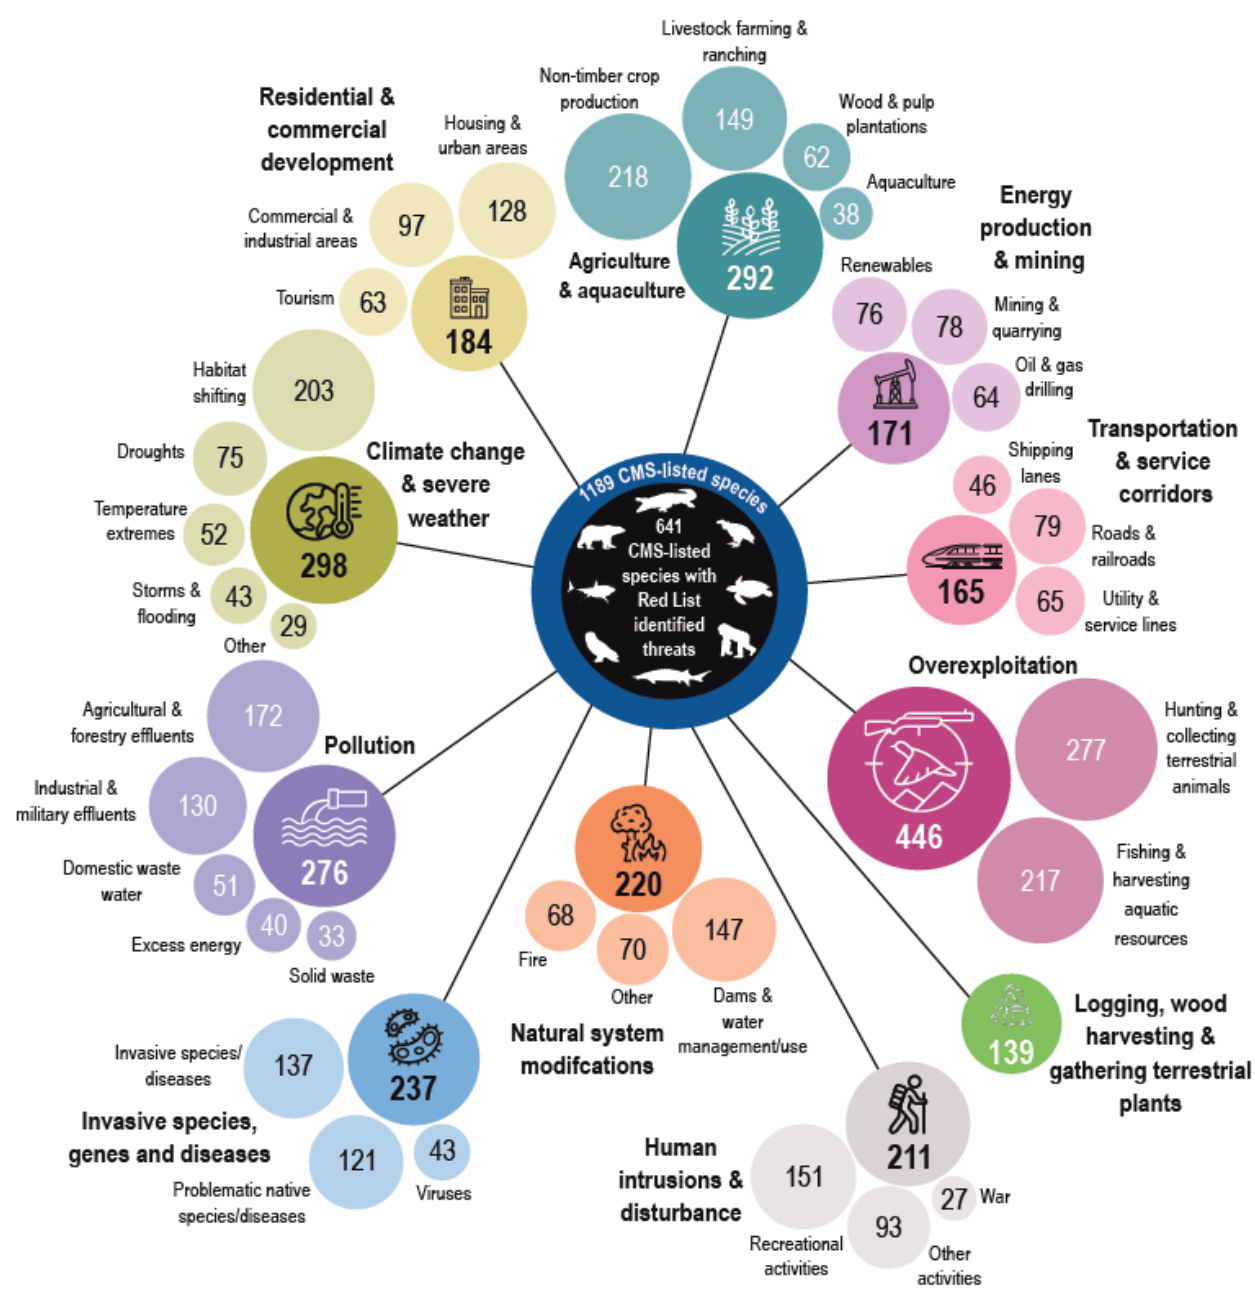 Livestock farming &
ranching
149
Non-timber crop
production
218
Wood & pulp
plantations
62
Aquaculture
38
Agriculture
& aquaculture
292
Residential &
commercial
development
Housing &
urban areas
128
Commercial &
industrial areas
97
Tourism
63
184
Energy
production
& mining
Renewables
76
Mining &
quarrying
78
Oil & gas
drilling
64
171
Habitat
shifting
203
Droughts
75
Temperature
extremes
52
Storms &
flooding
43
Other
29
Climate change
& severe
weather
298
1189 CMS-listed species
641
CMS-listed
species with
Red List
identified
threats
Transportation
& service
corridors
Shipping
lanes
46
Roads &
railroads
79
Utility &
service lines
65
165
Overexploitation
446
Hunting &
collecting
terrestrial
animals
277
Fishing &
harvesting
aquatic
resources
217
Agricultural &
forestry effluents
172
Industrial &
military effluents
130
Domestic waste
water
51
Excess energy
40
Solid waste
33
Pollution
276
220
68
Fire
70
Other
147
Dams &
water
management/use
Natural system
modifcations
139
Logging, wood
harvesting &
gathering terrestrial
plants
Invasive species/
diseases
137
237
Invasive species,
genes and diseases
121
Problematic native
species/diseases
43
Viruses
Human
intrusions &
disturbance
211
151
Recreational
activities
93
Other
activities
27
War